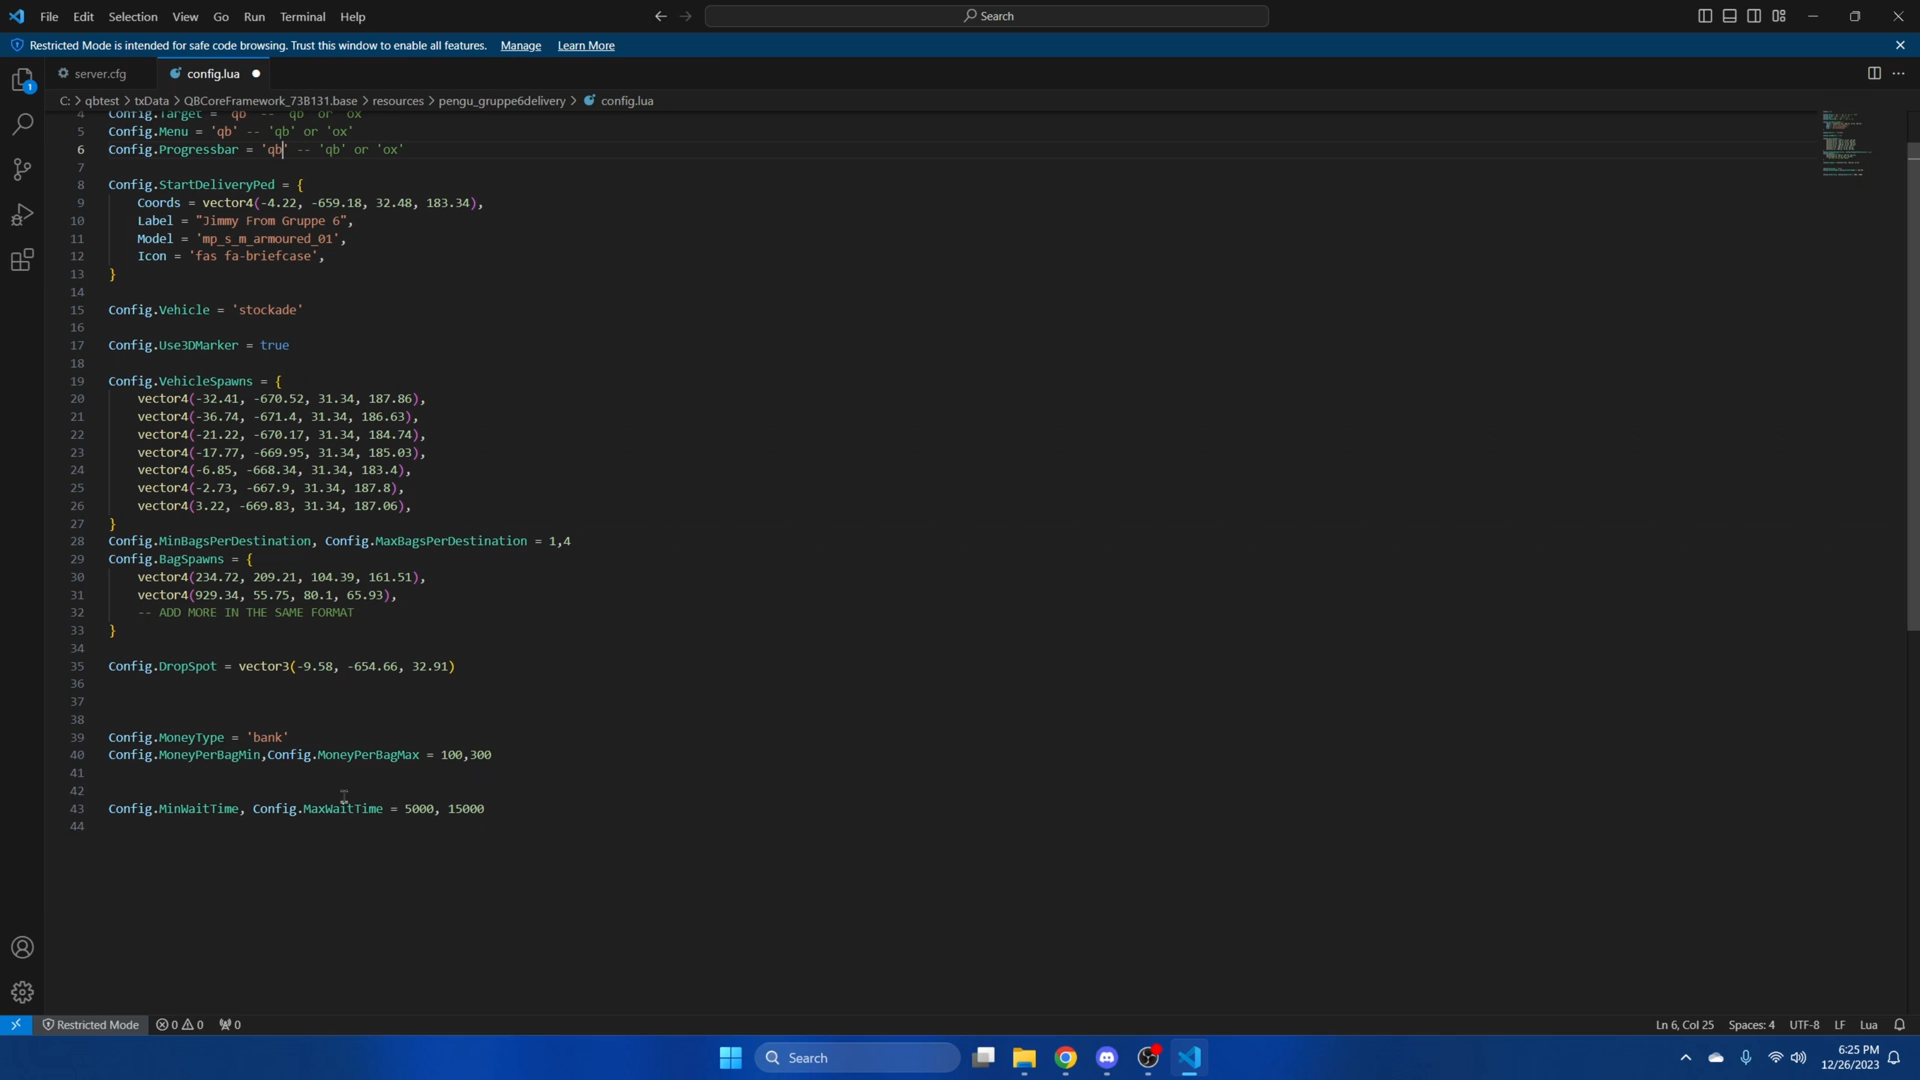 File Edit Selection View Go Run Terminal Help
Search
Restricted Mode is intended for safe code browsing. Trust this window to enable all features. Manage Learn More
server.cfg config.lua
C: > qbtest > txData > QBCoreFramework_73B131.base > resources > pengu_gruppe6delivery > config.lua
4 Config.Target = 'qb' -- 'qb' or 'ox'
5 Config.Menu = 'qb' -- 'qb' or 'ox'
6 Config.Progressbar = 'qb' -- 'qb' or 'ox'
7
8 Config.StartDeliveryPed = {
9 Coords = vector4(-4.22, -659.18, 32.48, 183.34),
10 Label = "Jimmy From Gruppe 6",
11 Model = 'mp_s_m_armoured_01',
12 Icon = 'fas fa-briefcase',
13 }
14
15 Config.Vehicle = 'stockade'
16
17 Config.Use3DMarker = true
18
19 Config.VehicleSpawns = {
20 vector4(-32.41, -670.52, 31.34, 187.86),
21 vector4(-36.74, -671.4, 31.34, 186.63),
22 vector4(-21.22, -670.17, 31.34, 184.74),
23 vector4(-17.77, -669.95, 31.34, 185.03),
24 vector4(-6.85, -668.34, 31.34, 183.4),
25 vector4(-2.73, -667.9, 31.34, 187.8),
26 vector4(3.22, -669.83, 31.34, 187.06),
27 }
28 Config.MinBagsPerDestination, Config.MaxBagsPerDestination = 1,4
29 Config.BagSpawns = {
30 vector4(234.72, 209.21, 104.39, 161.51),
31 vector4(929.34, 55.75, 80.1, 65.93),
32 -- ADD MORE IN THE SAME FORMAT
33 }
34
35 Config.DropSpot = vector3(-9.58, -654.66, 32.91)
36
37
38
39 Config.MoneyType = 'bank'
40 Config.MoneyPerBagMin,Config.MoneyPerBagMax = 100,300
41
42
43 Config.MinWaitTime, Config.MaxWaitTime = 5000, 15000
44
1
Restricted Mode 0 0 0
Ln 6, Col 25 Spaces: 4 UTF-8 LF Lua
Search
6:25 PM
12/26/2023